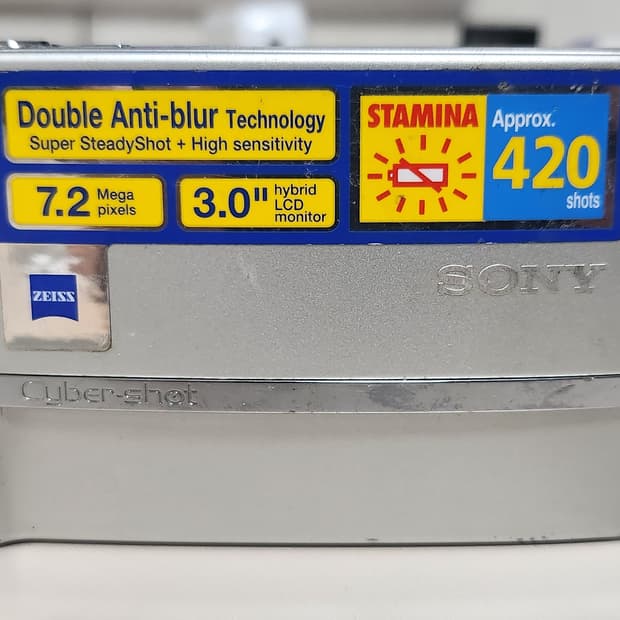 Double Anti-blur Technology
Super SteadyShot + High sensitivity
7.2 Mega
pixels
3.0" hybrid
LCD
monitor
STAMINA
Approx.
420
shots
ZEISS
SONY
Cyber-shot